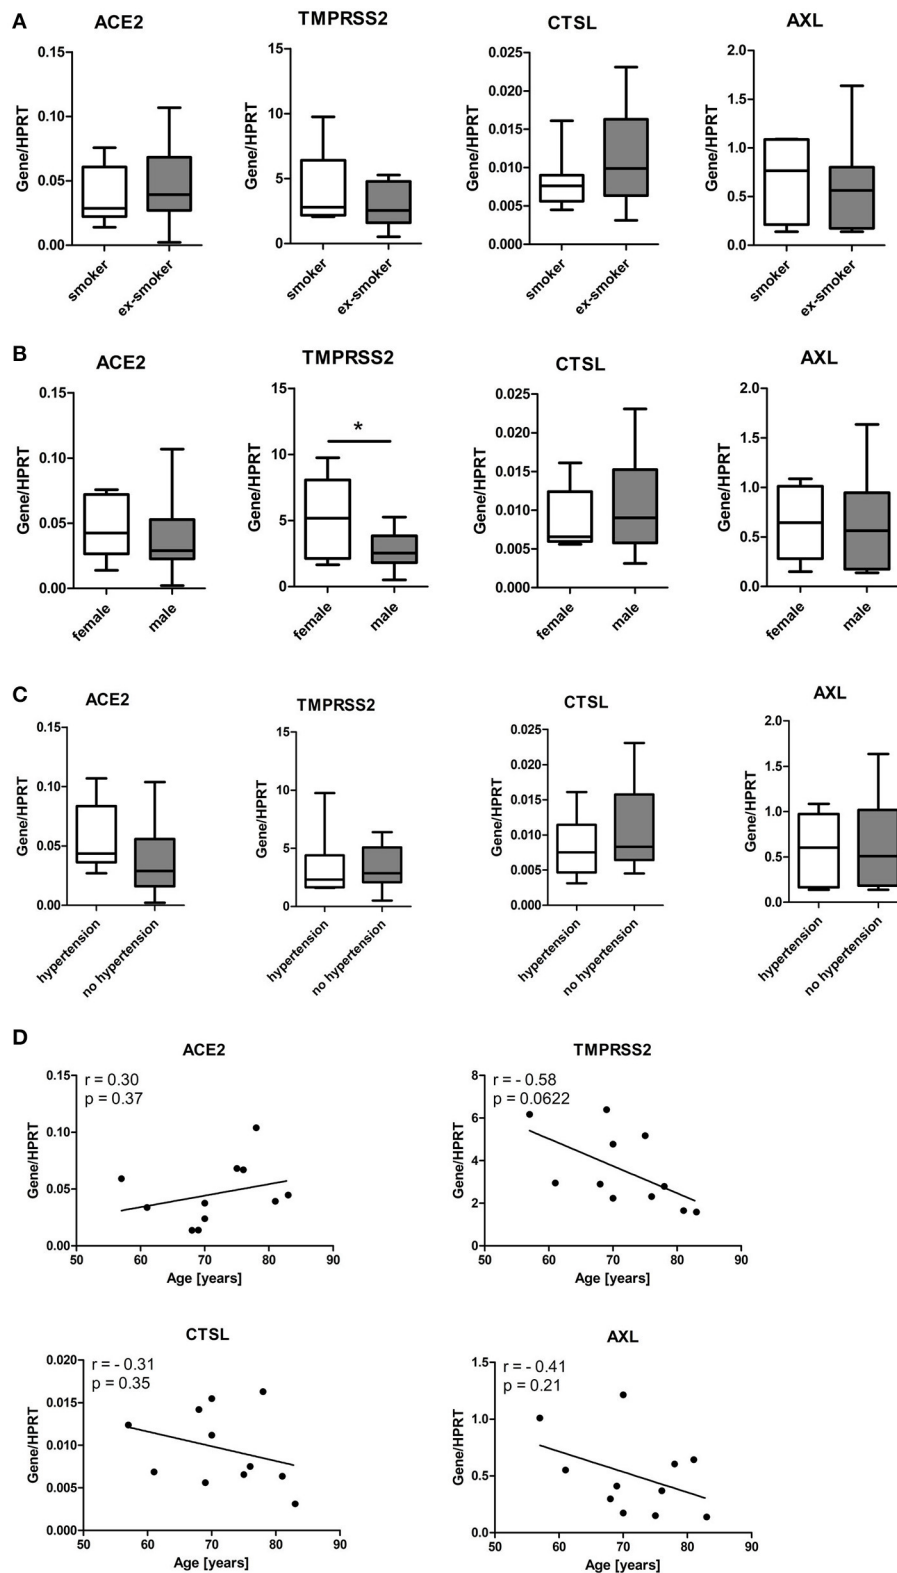 A
ACE2
TMPRSS2
CTSL
AXL
Gene/HPRT
0.15
0.10
0.05
0.00
smoker
ex-smoker
Gene/HPRT
15
10
5
0
smoker
ex-smoker
Gene/HPRT
0.025
0.020
0.015
0.010
0.005
0.000
smoker
ex-smoker
Gene/HPRT
2.0
1.5
1.0
0.5
0.0
smoker
ex-smoker
B
ACE2
TMPRSS2
CTSL
AXL
Gene/HPRT
0.15
0.10
0.05
0.00
female
male
Gene/HPRT
15
10
5
0
*
female
male
Gene/HPRT
0.025
0.020
0.015
0.010
0.005
0.000
female
male
Gene/HPRT
2.0
1.5
1.0
0.5
0.0
female
male
C
ACE2
TMPRSS2
CTSL
AXL
Gene/HPRT
0.15
0.10
0.05
0.00
hypertension
no hypertension
Gene/HPRT
15
10
5
0
hypertension
no hypertension
Gene/HPRT
0.025
0.020
0.015
0.010
0.005
0.000
hypertension
no hypertension
Gene/HPRT
2.0
1.5
1.0
0.5
0.0
hypertension
no hypertension
D
ACE2
r = 0.30
p = 0.37
Gene/HPRT
0.15
0.10
0.05
0.00
50 60 70 80 90
Age [years]
TMPRSS2
r = - 0.58
p = 0.0622
Gene/HPRT
8
6
4
2
0
50 60 70 80 90
Age [years]
CTSL
r = - 0.31
p = 0.35
Gene/HPRT
0.020
0.015
0.010
0.005
0.000
50 60 70 80 90
Age [years]
AXL
r = - 0.41
p = 0.21
Gene/HPRT
1.5
1.0
0.5
0.0
50 60 70 80 90
Age [years]